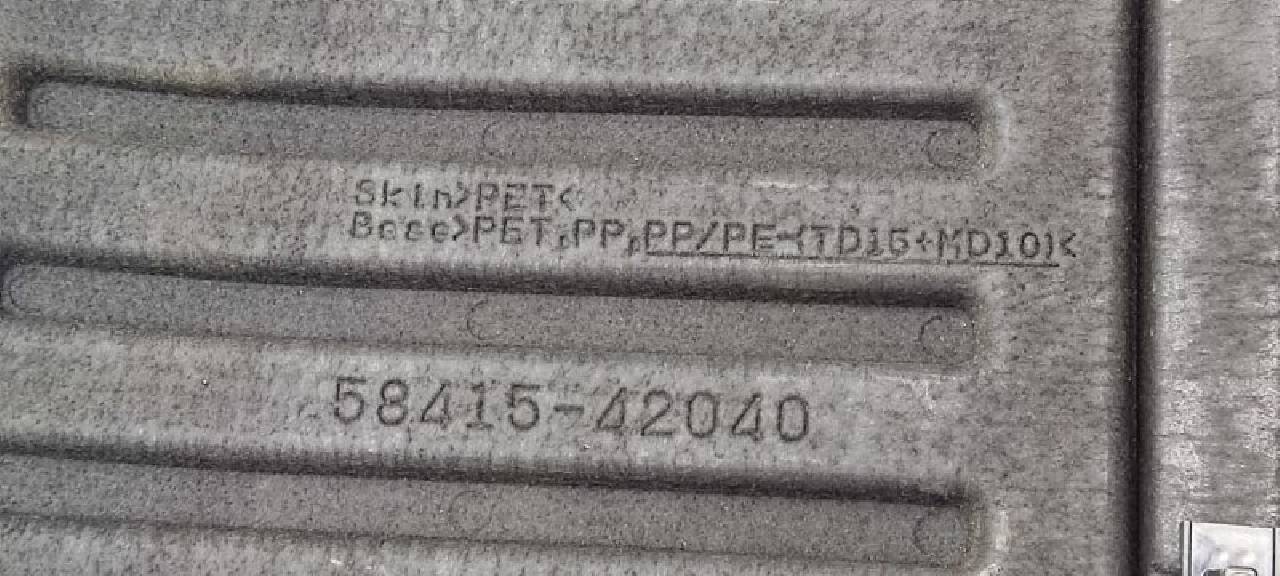 Skin>PET<
Base>PET,PP,PP/PE-(TD15+MD10)<
58415-42040